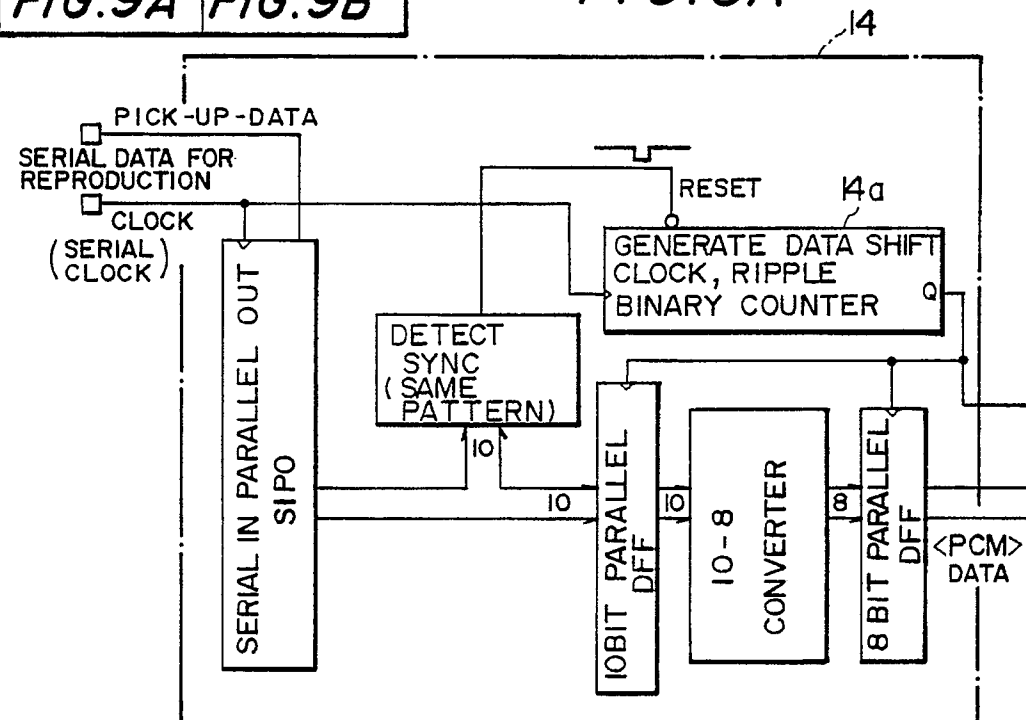 FIG.9A FIG.9B
14
PICK-UP-DATA
SERIAL DATA FOR
REPRODUCTION
CLOCK
(SERIAL
CLOCK)
RESET
14a
GENERATE DATA SHIFT
CLOCK, RIPPLE
BINARY COUNTER
Q
DETECT
SYNC
(SAME
PATTERN)
SERIAL IN PARALLEL OUT
SIPO
10
10
10BIT PARALLEL
DFF
10
10-8
CONVERTER
8
8 BIT PARALLEL
DFF
<PCM>
DATA